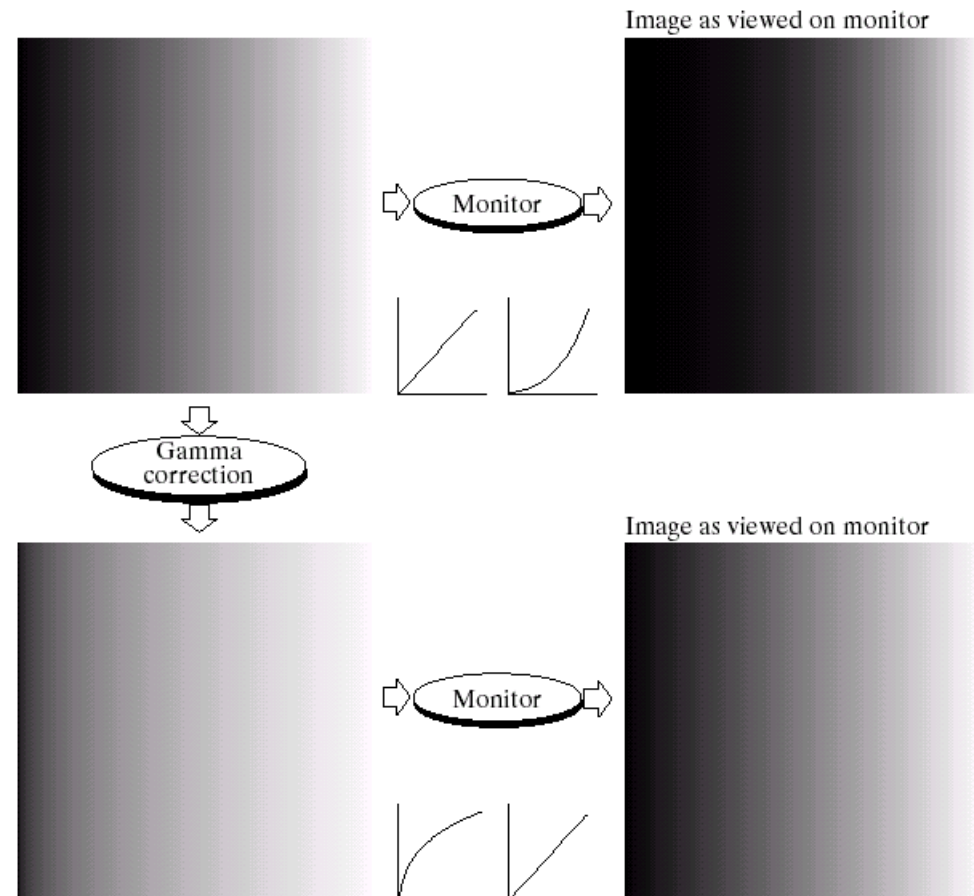 Image as viewed on monitor
Monitor
Gamma
correction
Image as viewed on monitor
Monitor